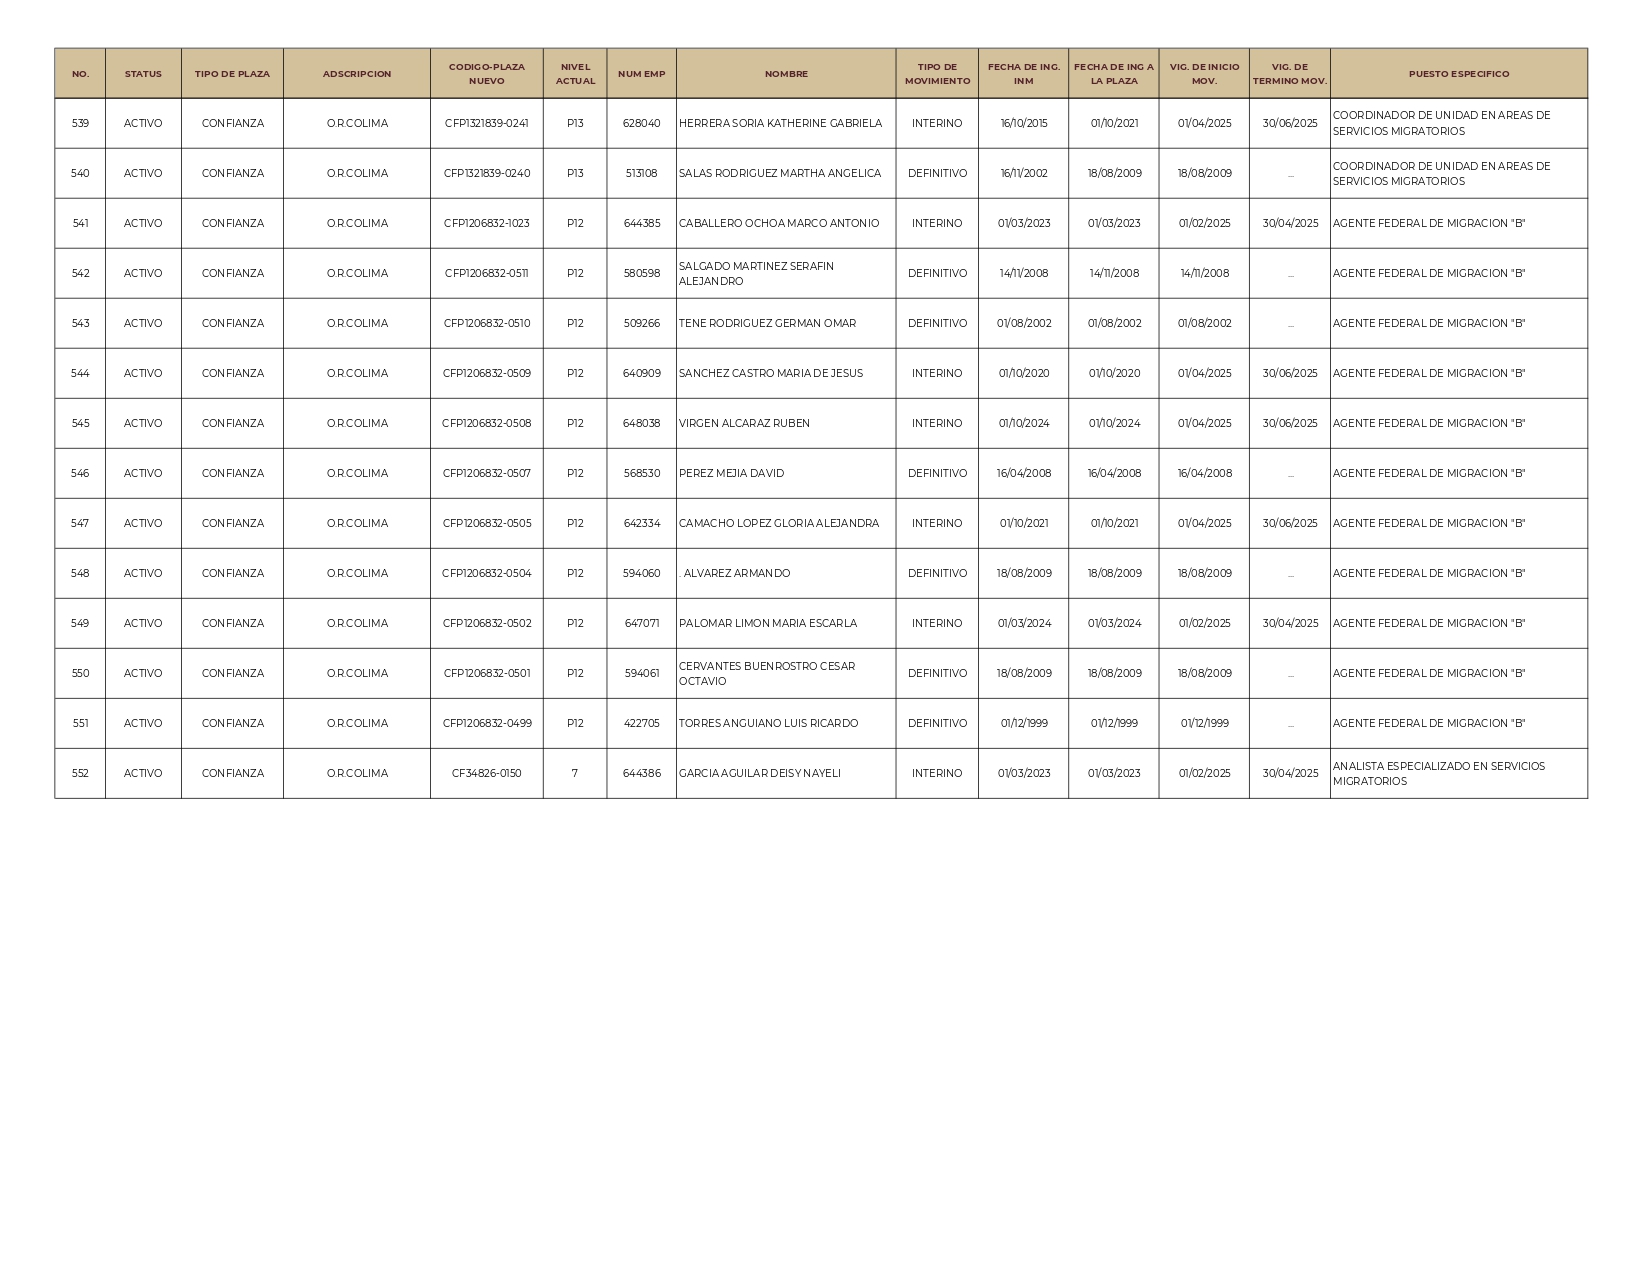 NO. STATUS TIPO DE PLAZA ADSCRIPCION CODIGO-PLAZA NUEVO NIVEL ACTUAL NUM EMP NOMBRE TIPO DE MOVIMIENTO FECHA DE ING. INM FECHA DE ING A LA PLAZA VIG. DE INICIO MOV. VIG. DE TERMINO MOV. PUESTO ESPECIFICO
539 ACTIVO CONFIANZA O.R.COLIMA CFP1321839-0241 P13 628040 HERRERA SORIA KATHERINE GABRIELA INTERINO 16/10/2015 01/10/2021 01/04/2025 30/06/2025 COORDINADOR DE UNIDAD EN AREAS DE SERVICIOS MIGRATORIOS
540 ACTIVO CONFIANZA O.R.COLIMA CFP1321839-0240 P13 513108 SALAS RODRIGUEZ MARTHA ANGELICA DEFINITIVO 16/11/2002 18/08/2009 18/08/2009 ... COORDINADOR DE UNIDAD EN AREAS DE SERVICIOS MIGRATORIOS
541 ACTIVO CONFIANZA O.R.COLIMA CFP1206832-1023 P12 644385 CABALLERO OCHOA MARCO ANTONIO INTERINO 01/03/2023 01/03/2023 01/02/2025 30/04/2025 AGENTE FEDERAL DE MIGRACION "B"
542 ACTIVO CONFIANZA O.R.COLIMA CFP1206832-0511 P12 580598 SALGADO MARTINEZ SERAFIN ALEJANDRO DEFINITIVO 14/11/2008 14/11/2008 14/11/2008 ... AGENTE FEDERAL DE MIGRACION "B"
543 ACTIVO CONFIANZA O.R.COLIMA CFP1206832-0510 P12 509266 TENE RODRIGUEZ GERMAN OMAR DEFINITIVO 01/08/2002 01/08/2002 01/08/2002 ... AGENTE FEDERAL DE MIGRACION "B"
544 ACTIVO CONFIANZA O.R.COLIMA CFP1206832-0509 P12 640909 SANCHEZ CASTRO MARIA DE JESUS INTERINO 01/10/2020 01/10/2020 01/04/2025 30/06/2025 AGENTE FEDERAL DE MIGRACION "B"
545 ACTIVO CONFIANZA O.R.COLIMA CFP1206832-0508 P12 648038 VIRGEN ALCARAZ RUBEN INTERINO 01/10/2024 01/10/2024 01/04/2025 30/06/2025 AGENTE FEDERAL DE MIGRACION "B"
546 ACTIVO CONFIANZA O.R.COLIMA CFP1206832-0507 P12 568530 PEREZ MEJIA DAVID DEFINITIVO 16/04/2008 16/04/2008 16/04/2008 ... AGENTE FEDERAL DE MIGRACION "B"
547 ACTIVO CONFIANZA O.R.COLIMA CFP1206832-0505 P12 642334 CAMACHO LOPEZ GLORIA ALEJANDRA INTERINO 01/10/2021 01/10/2021 01/04/2025 30/06/2025 AGENTE FEDERAL DE MIGRACION "B"
548 ACTIVO CONFIANZA O.R.COLIMA CFP1206832-0504 P12 594060 . ALVAREZ ARMANDO DEFINITIVO 18/08/2009 18/08/2009 18/08/2009 ... AGENTE FEDERAL DE MIGRACION "B"
549 ACTIVO CONFIANZA O.R.COLIMA CFP1206832-0502 P12 647071 PALOMAR LIMON MARIA ESCARLA INTERINO 01/03/2024 01/03/2024 01/02/2025 30/04/2025 AGENTE FEDERAL DE MIGRACION "B"
550 ACTIVO CONFIANZA O.R.COLIMA CFP1206832-0501 P12 594061 CERVANTES BUENROSTRO CESAR OCTAVIO DEFINITIVO 18/08/2009 18/08/2009 18/08/2009 ... AGENTE FEDERAL DE MIGRACION "B"
551 ACTIVO CONFIANZA O.R.COLIMA CFP1206832-0499 P12 422705 TORRES ANGUIANO LUIS RICARDO DEFINITIVO 01/12/1999 01/12/1999 01/12/1999 ... AGENTE FEDERAL DE MIGRACION "B"
552 ACTIVO CONFIANZA O.R.COLIMA CF34826-0150 7 644386 GARCIA AGUILAR DEISY NAYELI INTERINO 01/03/2023 01/03/2023 01/02/2025 30/04/2025 ANALISTA ESPECIALIZADO EN SERVICIOS MIGRATORIOS